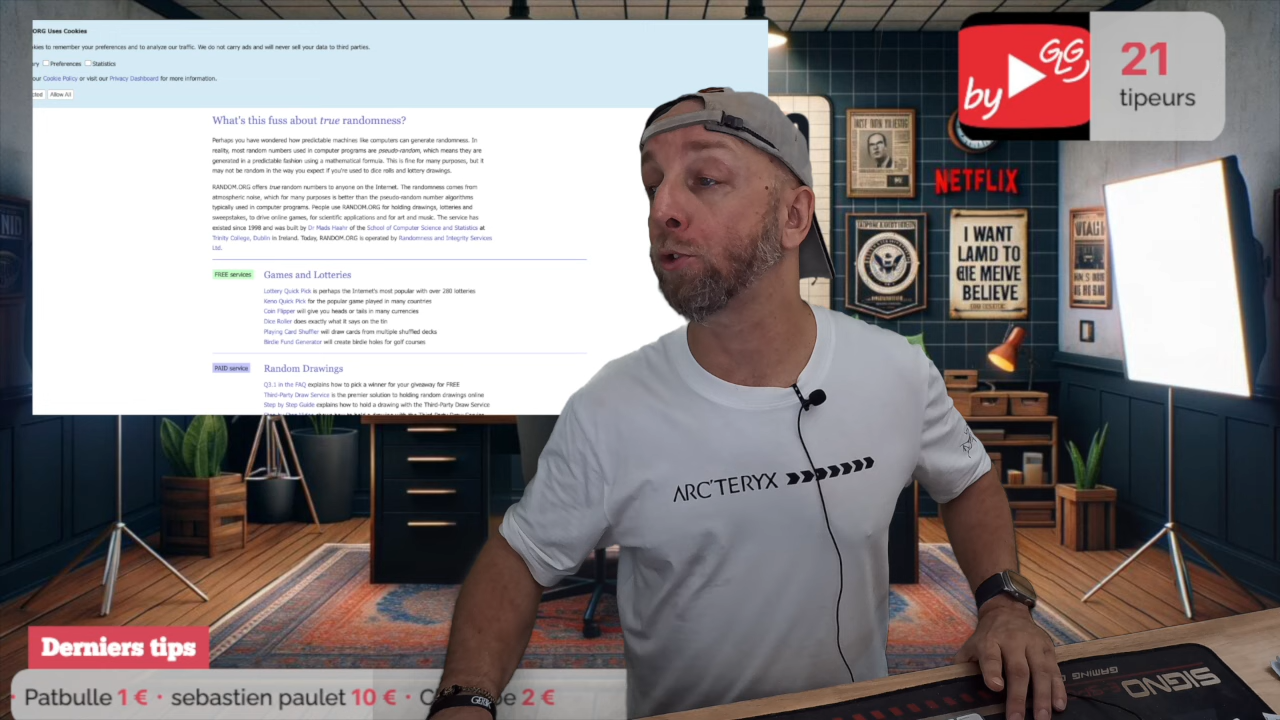 ORG Uses Cookies
kies to remember your preferences and to analyze our traffic. We do not carry ads and will never sell your data to third parties.
ry Preferences Statistics
our Cookie Policy or visit our Privacy Dashboard for more information.
cted Allow All
What's this fuss about true randomness?
Perhaps you have wondered how predictable machines like computers can generate randomness. In
reality, most random numbers used in computer programs are pseudo-random, which means they are
generated in a predictable fashion using a mathematical formula. This is fine for many purposes, but it
may not be random in the way you expect if you're used to dice rolls and lottery drawings.
RANDOM.ORG offers true random numbers to anyone on the Internet. The randomness comes from
atmospheric noise, which for many purposes is better than the pseudo-random number algorithms
typically used in computer programs. People use RANDOM.ORG for holding drawings, lotteries and
sweepstakes, to drive online games, for scientific applications and for art and music. The service has
existed since 1998 and was built by Dr Mads Haahr of the School of Computer Science and Statistics at
Trinity College, Dublin in Ireland. Today, RANDOM.ORG is operated by Randomness and Integrity Services
Ltd.
FREE services
Games and Lotteries
Lottery Quick Pick is perhaps the Internet's most popular with over 280 lotteries
Keno Quick Pick for the popular game played in many countries
Coin Flipper will give you heads or tails in many currencies
Dice Roller does exactly what it says on the tin
Playing Card Shuffler will draw cards from multiple shuffled decks
Birdie Fund Generator will create birdie holes for golf courses
PAID service
Random Drawings
Q3.1 in the FAQ explains how to pick a winner for your giveaway for FREE
Third-Party Draw Service is the premier solution to holding random drawings online
Step by Step Guide explains how to hold a drawing with the Third-Party Draw Service
by GLG
21
tipeurs
NETFLIX
I WANT
LAMD TO
GIE MEIVE
BELIEVE
ARC'TERYX
GAMING
SIGNO
Derniers tips
Patbulle 1 € · sebastien paulet 10 € · C e 2 €